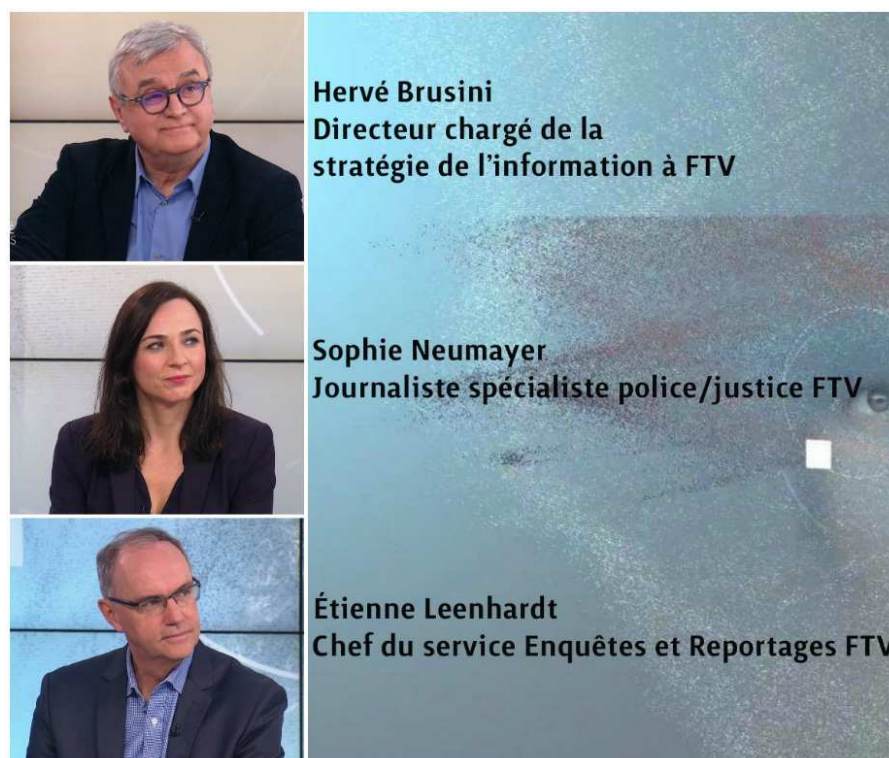 Hervé Brusini
Directeur chargé de la
stratégie de l'information à FTV
Sophie Neumayer
Journaliste spécialiste police/justice FTV
Étienne Leenhardt
Chef du service Enquêtes et Reportages FTV